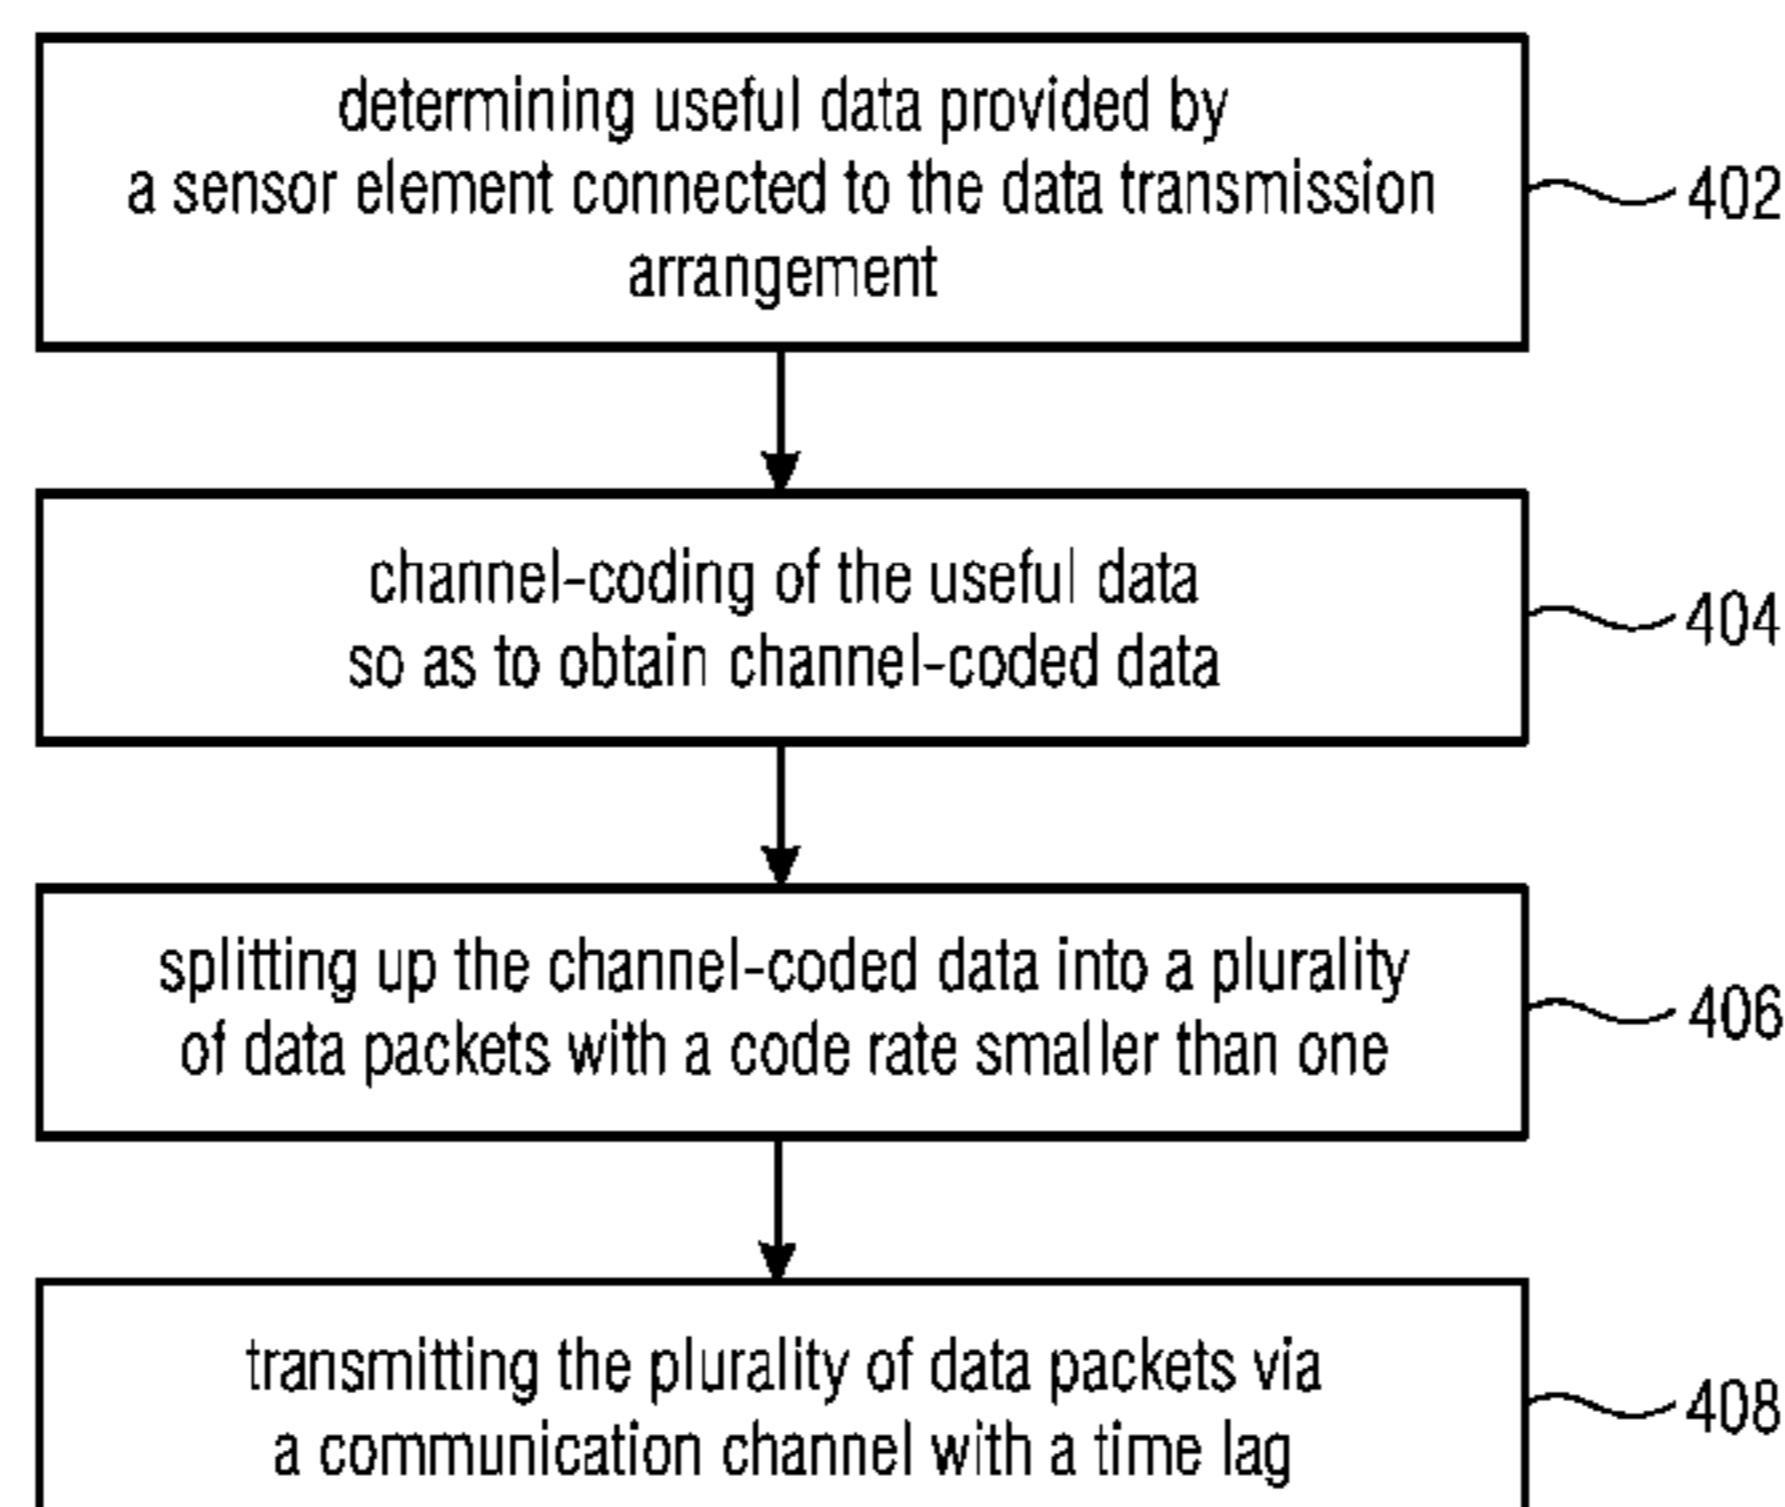 determining useful data provided by
a sensor element connected to the data transmission
arrangement
402
channel-coding of the useful data
so as to obtain channel-coded data
404
splitting up the channel-coded data into a plurality
of data packets with a code rate smaller than one
406
transmitting the plurality of data packets via
a communication channel with a time lag
408